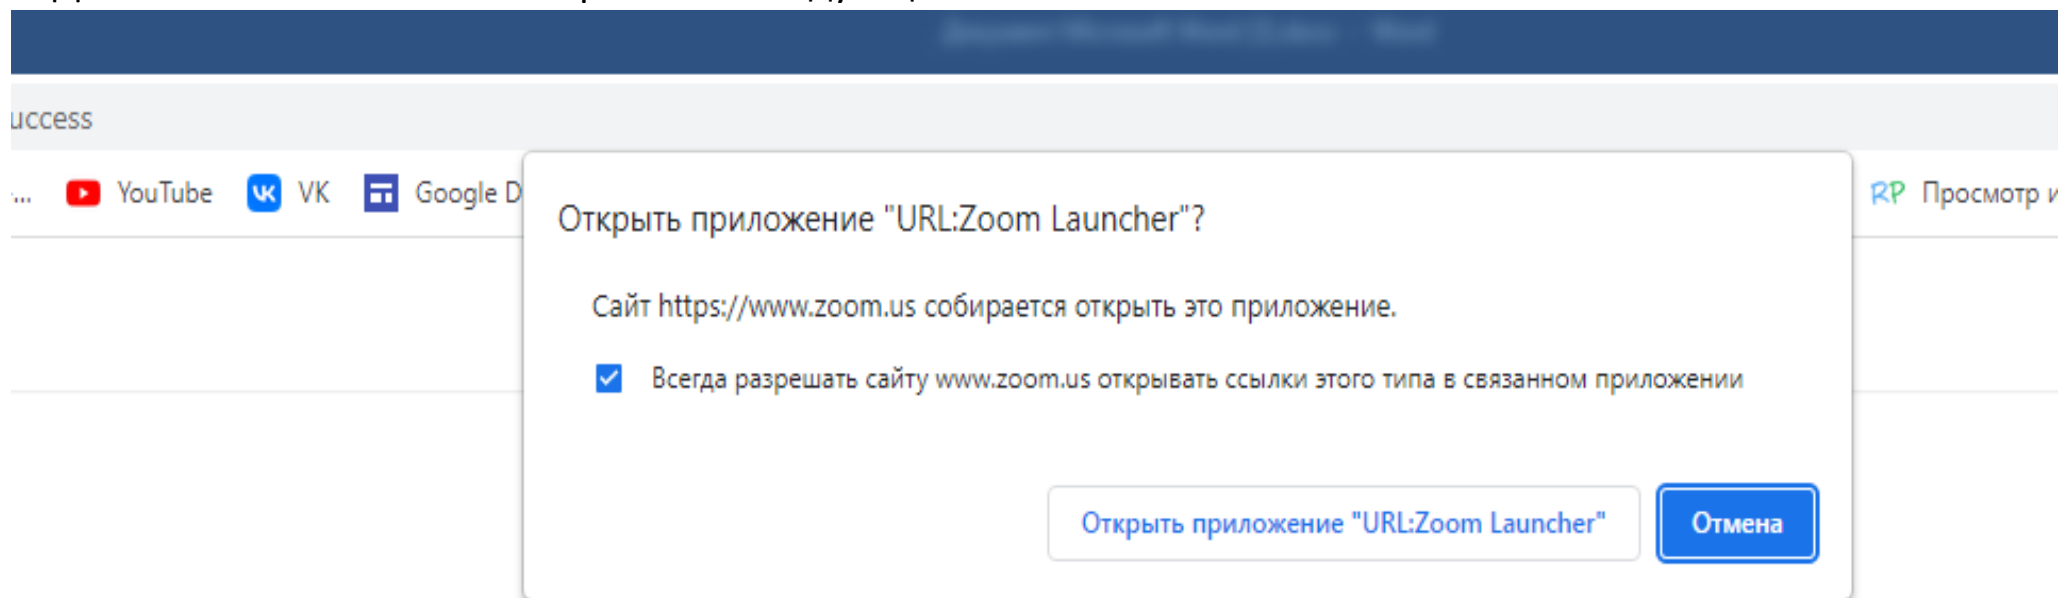 uccess
YouTube VK Google D RP Просмотр и
Открыть приложение "URL:Zoom Launcher"?
Сайт https://www.zoom.us собирается открыть это приложение.
Всегда разрешать сайту www.zoom.us открывать ссылки этого типа в связанном приложении
Открыть приложение "URL:Zoom Launcher" Отмена